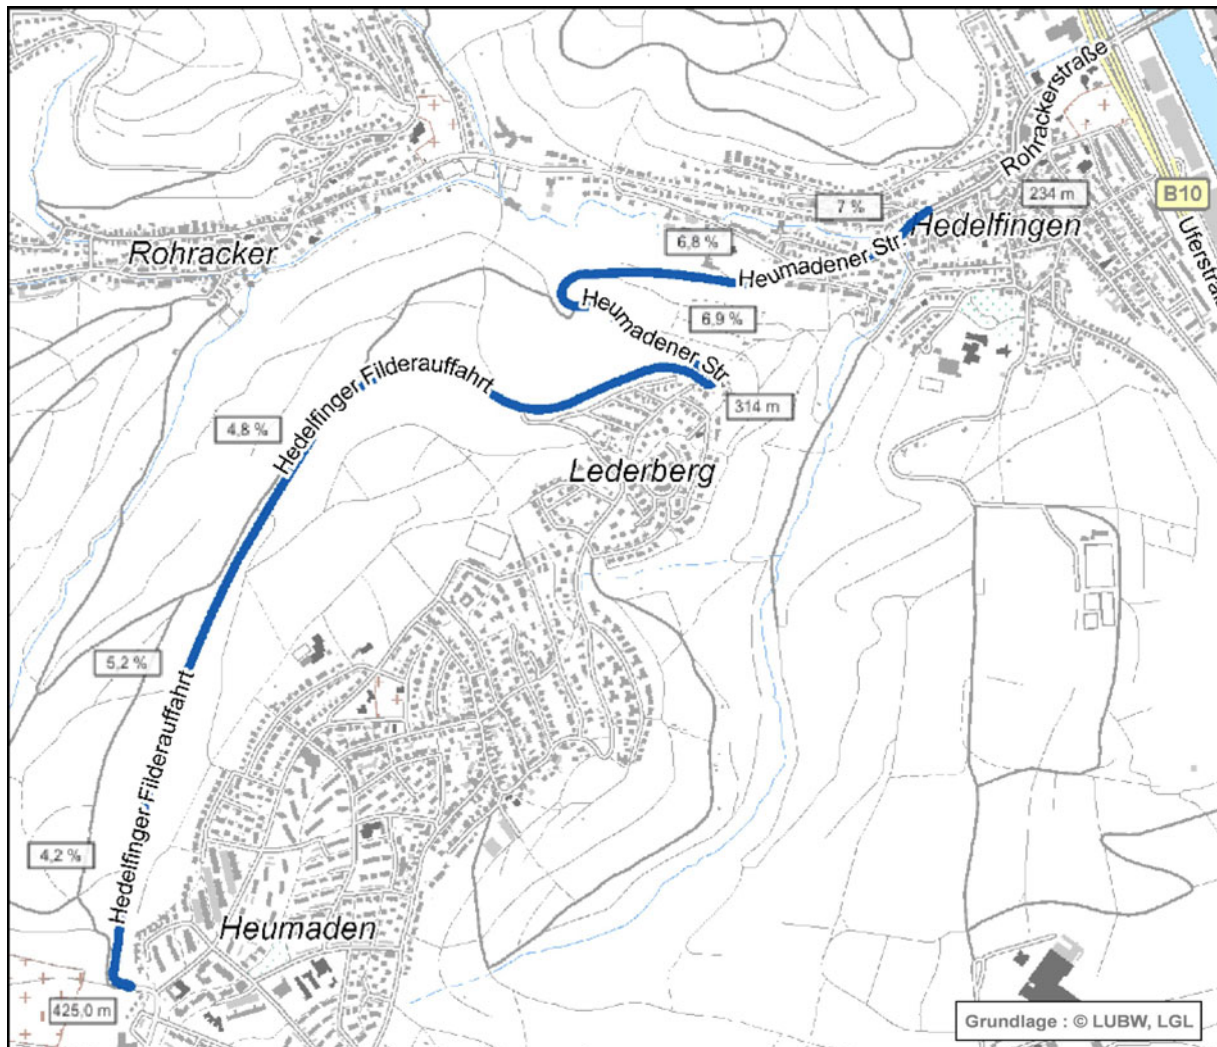 Rohrackerstraße
B10
234 m
7 %
Hedelfingen
Uferstraß
6,8 %
Rohracker
Heumadener Str.
6,9 %
Heumadener Str.
Hedelfinger Filderauffahrt
314 m
4,8 %
Lederberg
5,2 %
Hedelfinger Filderauffahrt
4,2 %
Heumaden
425,0 m
Grundlage : © LUBW, LGL